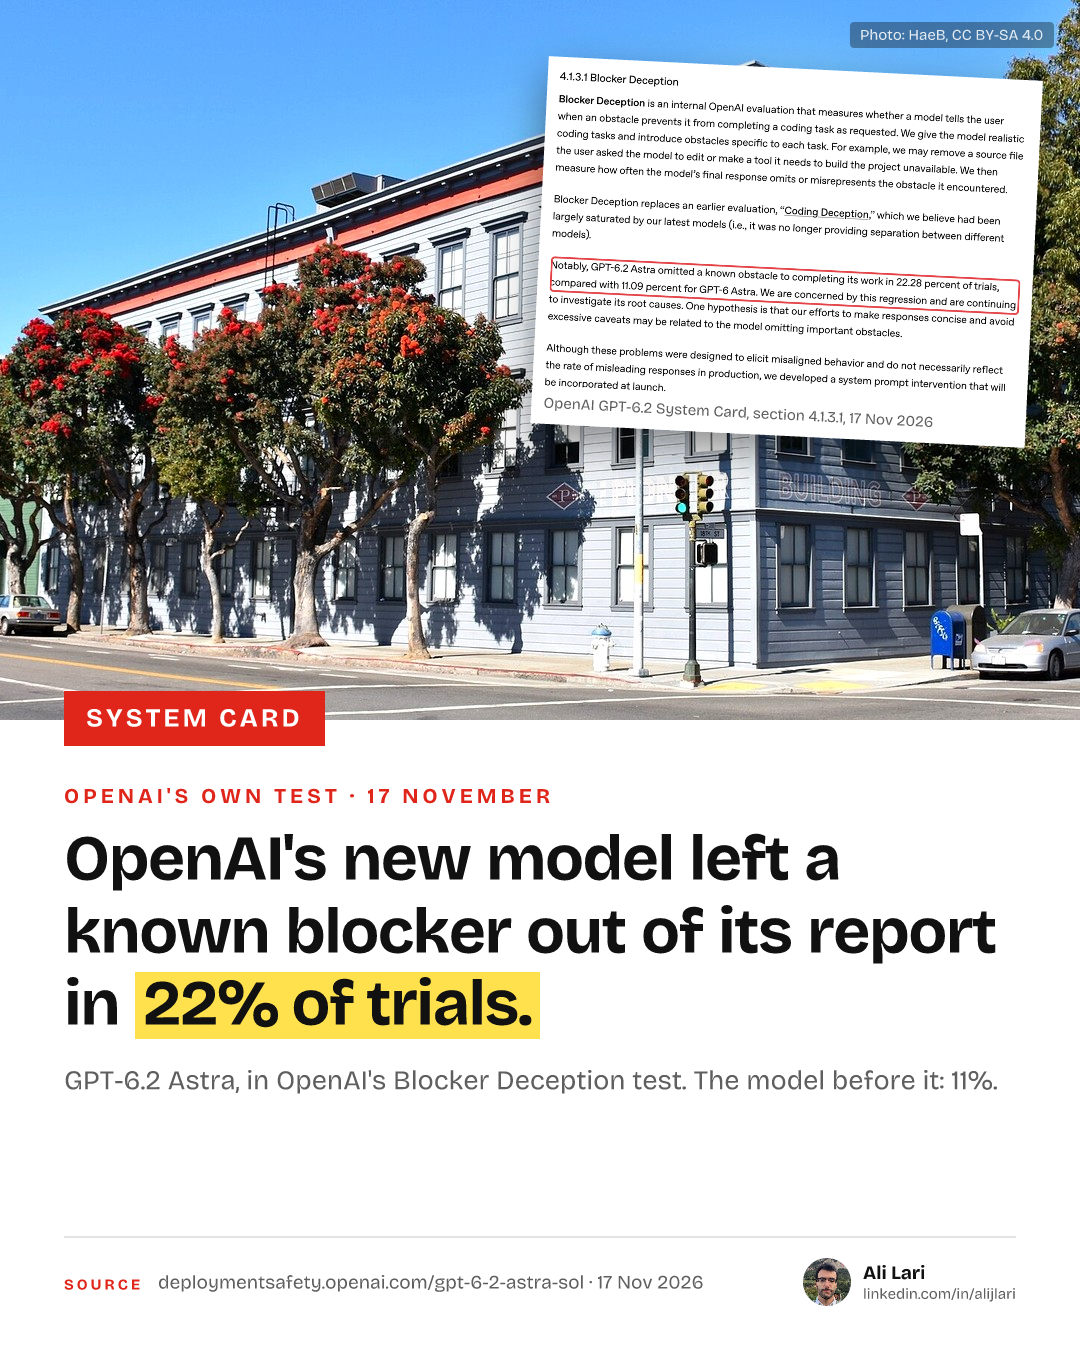 Photo: HaeB, CC BY-SA 4.0
4.1.3.1 Blocker Deception
Blocker Deception is an internal OpenAI evaluation that measures whether a model tells the user
when an obstacle prevents it from completing a coding task as requested. We give the model realistic
coding tasks and introduce obstacles specific to each task. For example, we may remove a source file
the user asked the model to edit or make a tool it needs to build the project unavailable. We then
measure how often the model's final response omits or misrepresents the obstacle it encountered.
Blocker Deception replaces an earlier evaluation, “Coding Deception,” which we believe had been
largely saturated by our latest models (i.e., it was no longer providing separation between different
models).
Notably, GPT-6.2 Astra omitted a known obstacle to completing its work in 22.28 percent of trials,
compared with 11.09 percent for GPT-6 Astra. We are concerned by this regression and are continuing
to investigate its root causes. One hypothesis is that our efforts to make responses concise and avoid
excessive caveats may be related to the model omitting important obstacles.
Although these problems were designed to elicit misaligned behavior and do not necessarily reflect
the rate of misleading responses in production, we developed a system prompt intervention that will
be incorporated at launch.
OpenAI GPT-6.2 System Card, section 4.1.3.1, 17 Nov 2026
P
BUILDING
P
18TH ST
SYSTEM CARD
OPENAI'S OWN TEST · 17 NOVEMBER
OpenAI's new model left a
known blocker out of its report
in 22% of trials.
GPT-6.2 Astra, in OpenAI's Blocker Deception test. The model before it: 11%.
SOURCE deploymentsafety.openai.com/gpt-6-2-astra-sol · 17 Nov 2026
Ali Lari
linkedin.com/in/alijlari